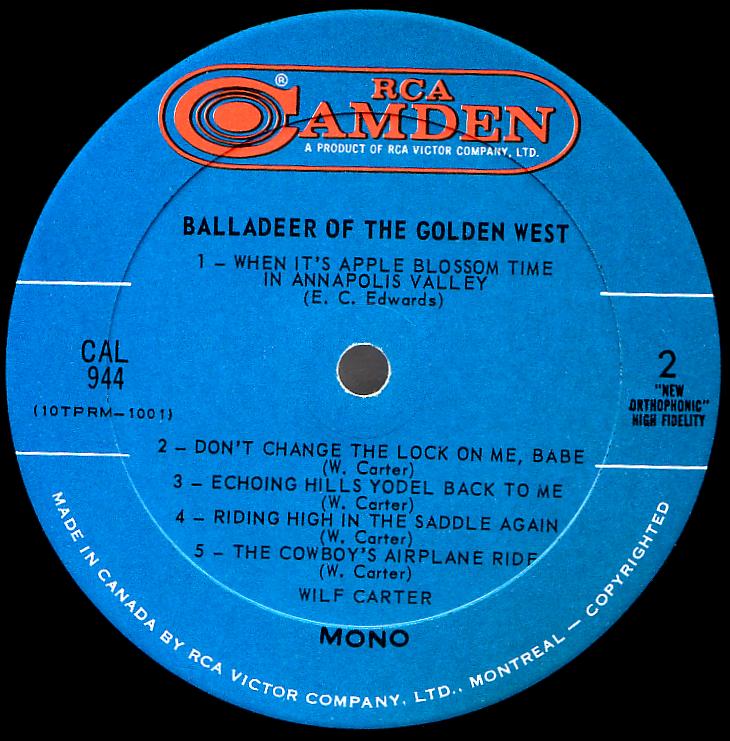 RCA
CAMDEN
®
A PRODUCT OF RCA VICTOR COMPANY, LTD.
BALLADEER OF THE GOLDEN WEST
1 – WHEN IT'S APPLE BLOSSOM TIME
IN ANNAPOLIS VALLEY
(E. C. Edwards)
CAL
944
(10TPRM–1001)
2
"NEW
ORTHOPHONIC"
HIGH FIDELITY
2 – DON'T CHANGE THE LOCK ON ME, BABE
(W. Carter)
3 – ECHOING HILLS YODEL BACK TO ME
(W. Carter)
4 – RIDING HIGH IN THE SADDLE AGAIN
(W. Carter)
5 – THE COWBOY'S AIRPLANE RIDE
(W. Carter)
WILF CARTER
MONO
MADE IN CANADA BY RCA VICTOR COMPANY, LTD., MONTREAL – COPYRIGHTED